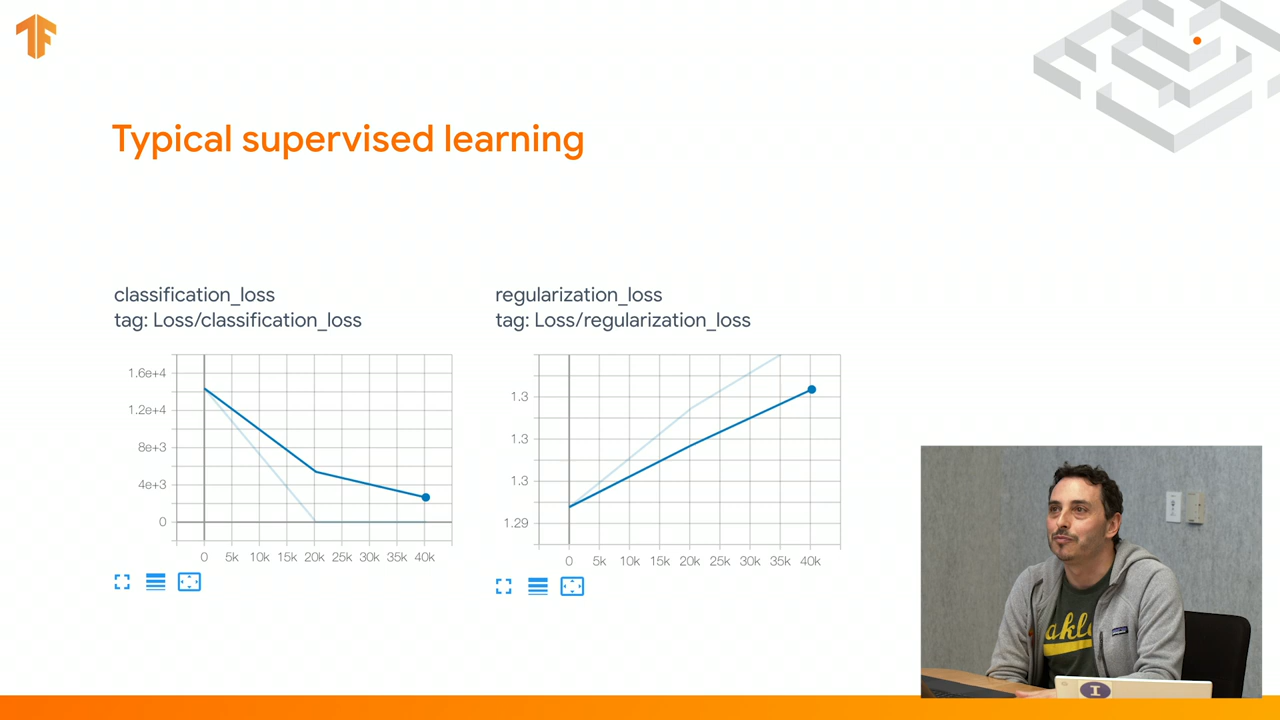 Typical supervised learning
classification_loss
tag: Loss/classification_loss
1.6e+4
1.2e+4
8e+3
4e+3
0
0 5k 10k 15k 20k 25k 30k 35k 40k
regularization_loss
tag: Loss/regularization_loss
1.3
1.3
1.3
1.29
0 5k 10k 15k 20k 25k 30k 35k 40k
akl
I